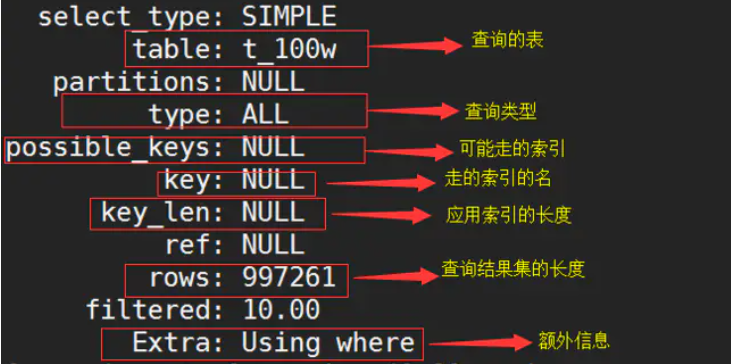 select_type: SIMPLE
table: t_100w 查询的表
partitions: NULL
type: ALL 查询类型
possible_keys: NULL 可能走的索引
key: NULL 走的索引的名
key_len: NULL 应用索引的长度
ref: NULL
rows: 997261 查询结果集的长度
filtered: 10.00
Extra: Using where 额外信息